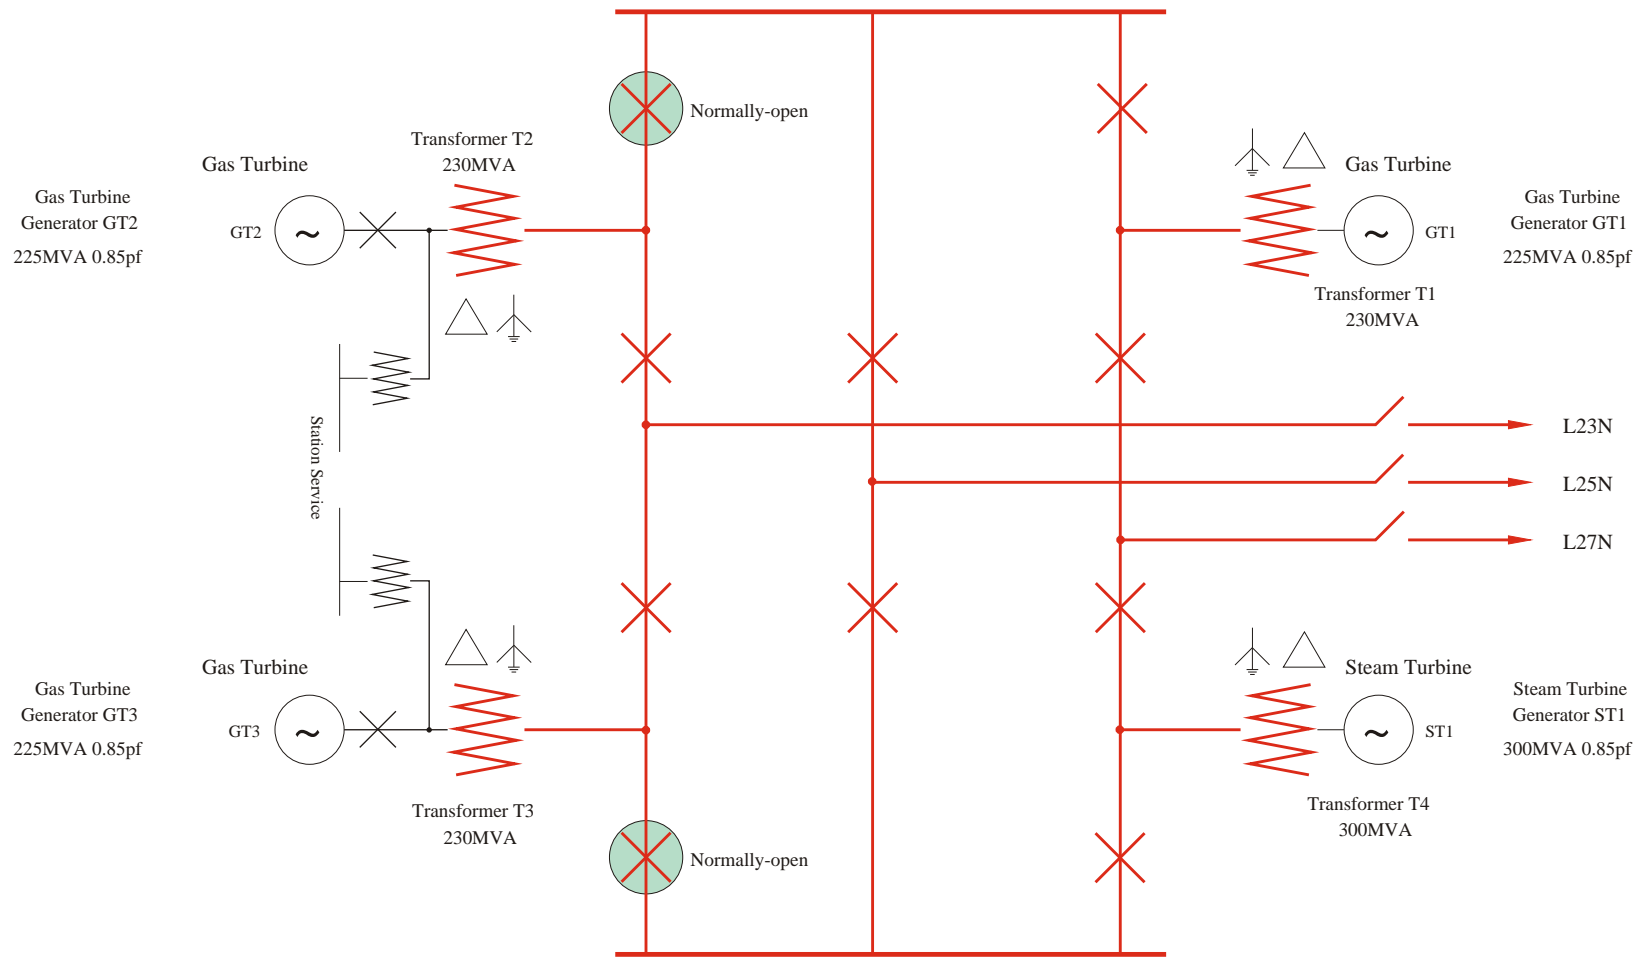 Normally-open
Transformer T2
230MVA
Gas Turbine
Gas Turbine
Generator GT2
225MVA 0.85pf
GT2
~
Gas Turbine
~
GT1
Gas Turbine
Generator GT1
225MVA 0.85pf
Transformer T1
230MVA
Station Service
L23N
L25N
L27N
Gas Turbine
Gas Turbine
Generator GT3
225MVA 0.85pf
GT3
~
Transformer T3
230MVA
Normally-open
Steam Turbine
~
ST1
Steam Turbine
Generator ST1
300MVA 0.85pf
Transformer T4
300MVA